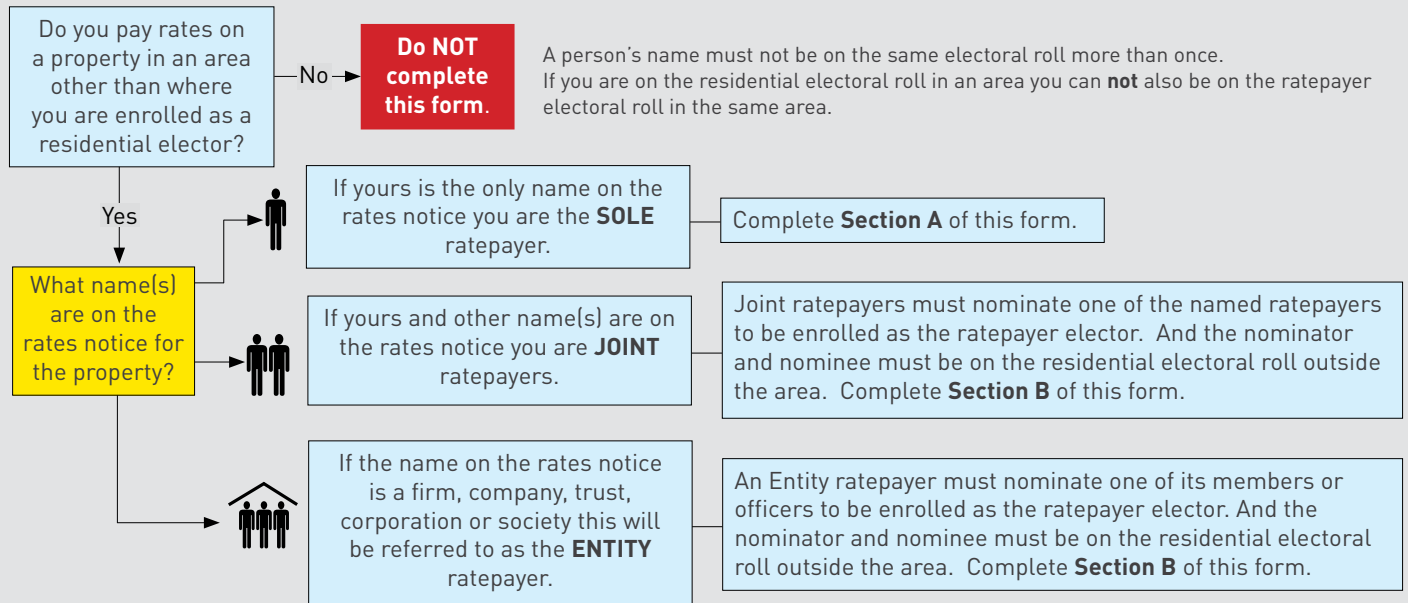 Do you pay rates on
a property in an area
other than where
you are enrolled as a
residential elector?
No
Do NOT
complete
this form.
A person's name must not be on the same electoral roll more than once.
If you are on the residential electoral roll in an area you can not also be on the ratepayer
electoral roll in the same area.
Yes
If yours is the only name on the
rates notice you are the SOLE
ratepayer.
Complete Section A of this form.
What name(s)
are on the
rates notice for
the property?
If yours and other name(s) are on
the rates notice you are JOINT
ratepayers.
Joint ratepayers must nominate one of the named ratepayers
to be enrolled as the ratepayer elector.  And the nominator
and nominee must be on the residential electoral roll outside
the area.  Complete Section B of this form.
If the name on the rates notice
is a firm, company, trust,
corporation or society this will
be referred to as the ENTITY
ratepayer.
An Entity ratepayer must nominate one of its members or
officers to be enrolled as the ratepayer elector. And the
nominator and nominee must be on the residential electoral
roll outside the area.  Complete Section B of this form.